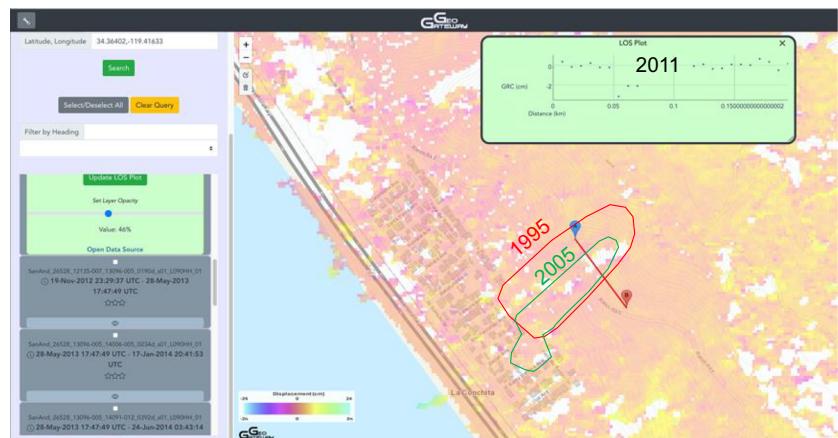 GEO
GATEWAY
Latitude, Longitude 34.36402,-119.41633
Search
Select/Deselect All Clear Query
Filter by Heading
Update LOS Plot
Set Layer Opacity
Value: 46%
Open Data Source
SanAnd_26528_12135-007_13096-005_0190d_s01_L090HH_01
19-Nov-2012 23:29:37 UTC - 28-May-2013
17:47:49 UTC
SanAnd_26528_13096-005_14006-005_0234d_s01_L090HH_01
28-May-2013 17:47:49 UTC - 17-Jan-2014 20:41:53
UTC
SanAnd_26528_13096-005_14091-012_0392d_s01_L090HH_01
28-May-2013 17:47:49 UTC - 24-Jun-2014 03:43:14
+
−
LOS Plot
×
2011
GRC (cm)
0
-2
0 0.05 0.1 0.15000000000000002
Distance (km)
1995
2005
B
La Conchita
Displacement (cm)
-24 0 24
-24 0 24
GEO
GATEWAY